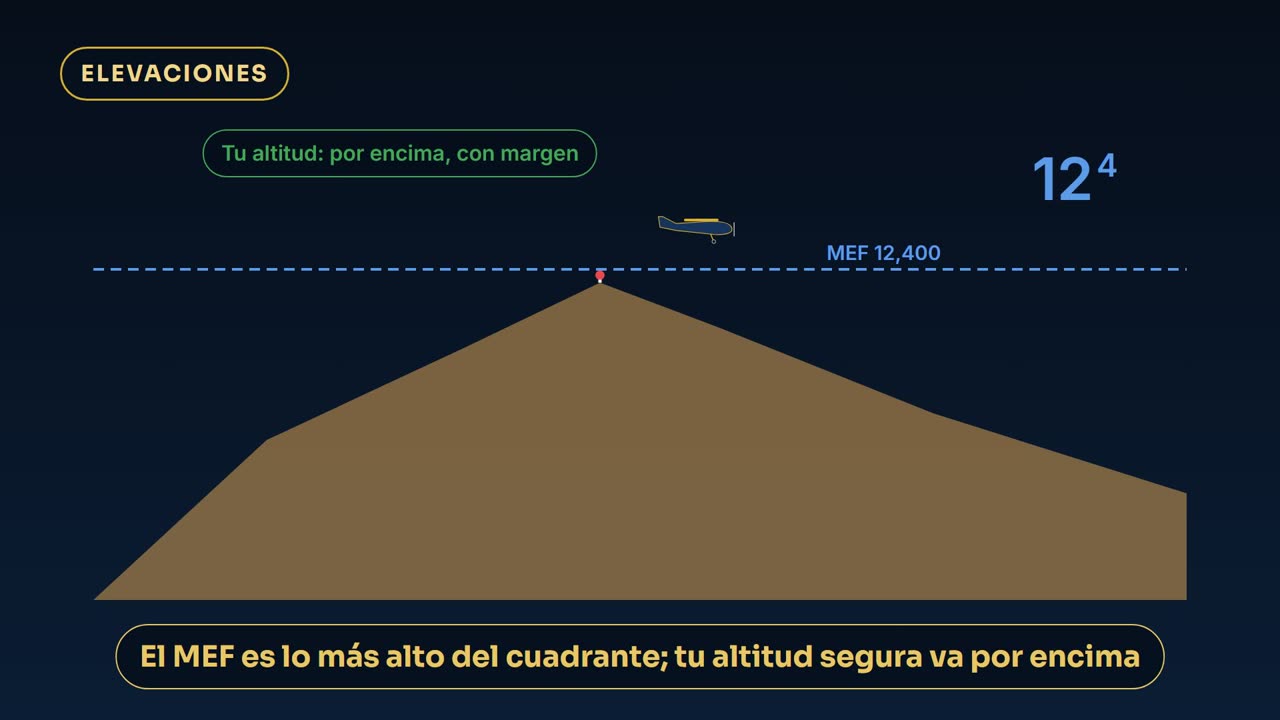 ELEVACIONES
Tu altitud: por encima, con margen
12⁴
MEF 12,400
El MEF es lo más alto del cuadrante; tu altitud segura va por encima